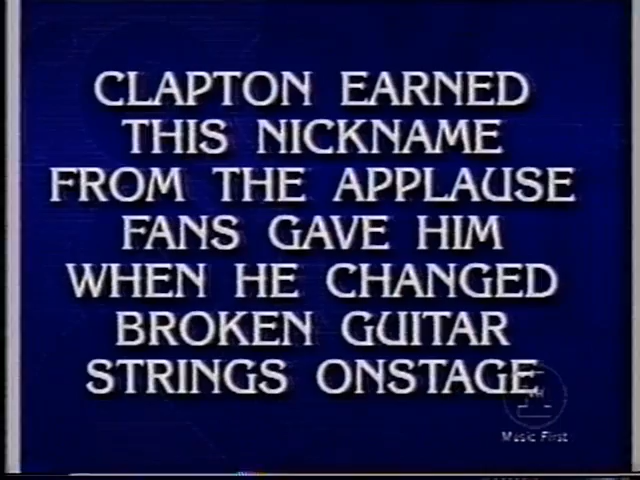 CLAPTON EARNED
THIS NICKNAME
FROM THE APPLAUSE
FANS GAVE HIM
WHEN HE CHANGED
BROKEN GUITAR
STRINGS ONSTAGE
VH1
Music First